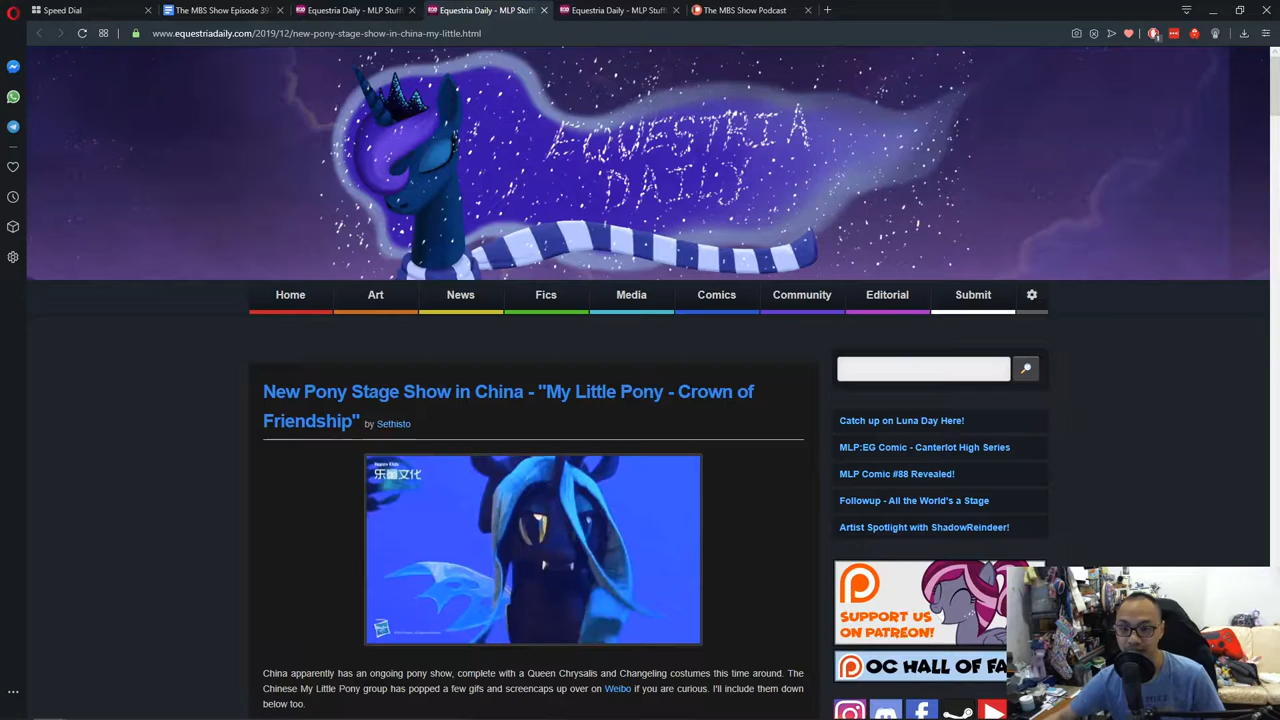 Speed Dial
The MBS Show Episode 39
Equestria Daily - MLP Stuff!
Equestria Daily - MLP Stuff
Equestria Daily - MLP Stuff!
The MBS Show Podcast
www.equestriadaily.com/2019/12/new-pony-stage-show-in-china-my-little.html
EQUESTRIA
DAILY
Home
Art
News
Fics
Media
Comics
Community
Editorial
Submit
New Pony Stage Show in China - "My Little Pony - Crown of
Friendship" by Sethisto
乐酷文化
Hasbro
China apparently has an ongoing pony show, complete with a Queen Chrysalis and Changeling costumes this time around. The
Chinese My Little Pony group has popped a few gifs and screencaps up over on Weibo if you are curious. I'll include them down
below too.
Catch up on Luna Day Here!
MLP:EG Comic - Canterlot High Series
MLP Comic #88 Revealed!
Followup - All the World's a Stage
Artist Spotlight with ShadowReindeer!
SUPPORT US
ON PATREON!
OC HALL OF FA